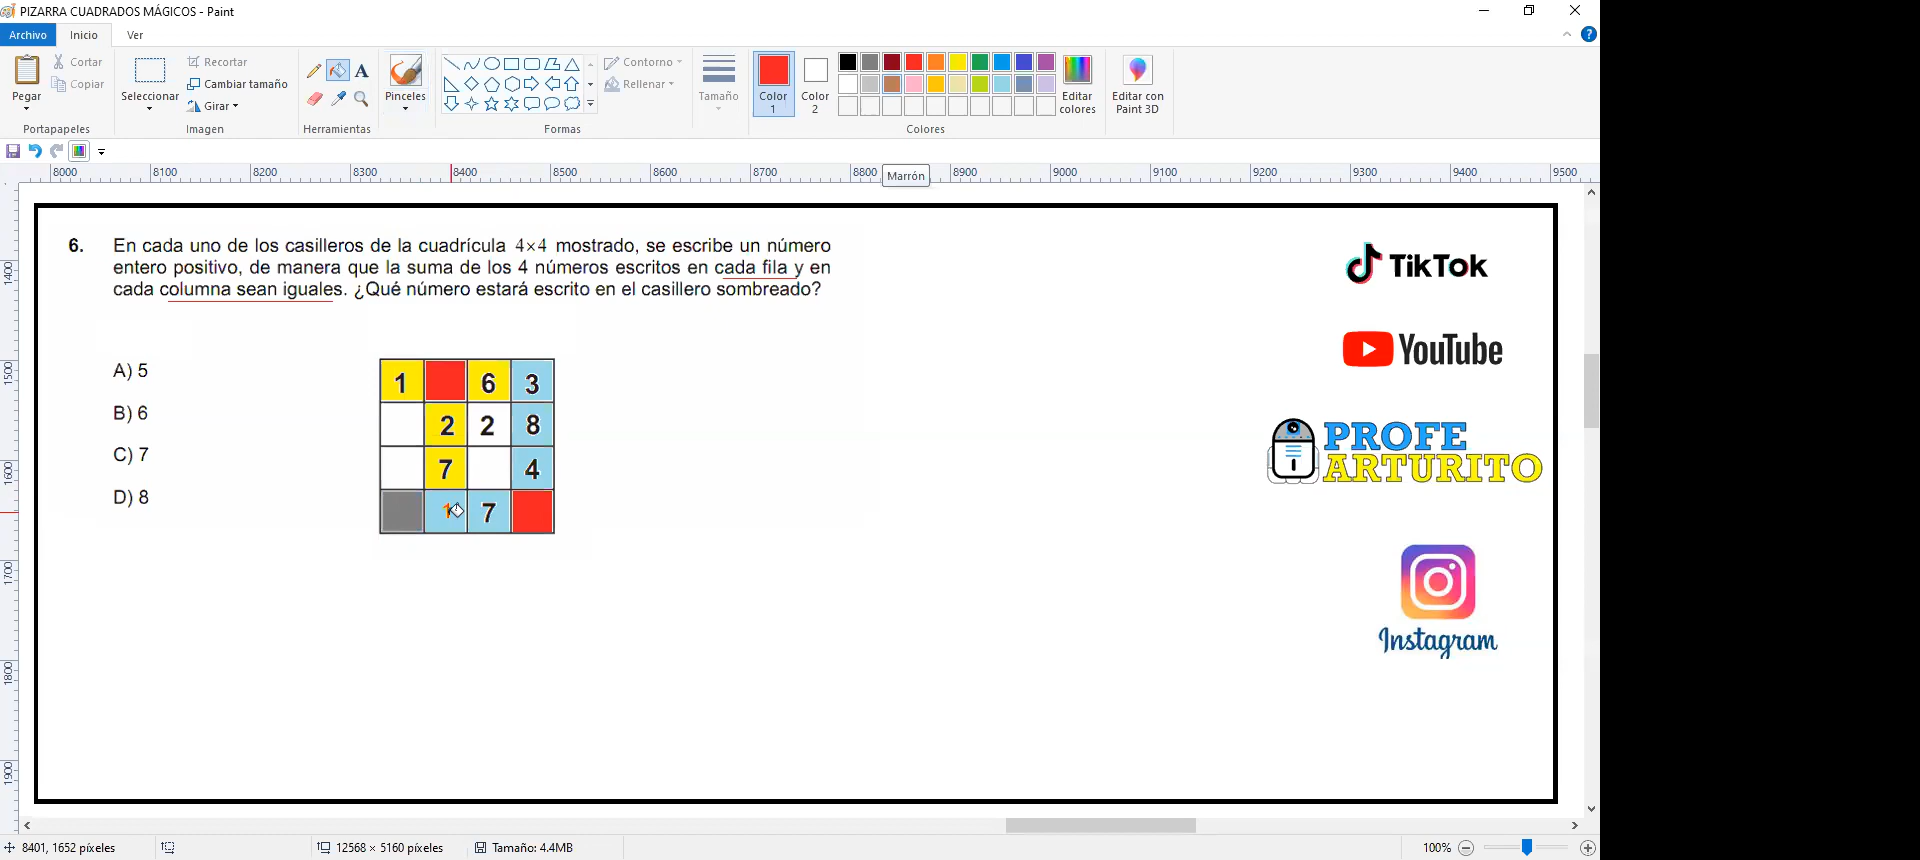 PIZARRA CUADRADOS MÁGICOS - Paint
Archivo Inicio Ver
Pegar
Cortar
Copiar
Portapapeles
Seleccionar
Recortar
Cambiar tamaño
Girar
Imagen
A
Herramientas
Pinceles
Contorno
Rellenar
Formas
Tamaño
Color 1
Color 2
Editar colores
Colores
Editar con Paint 3D
8000 8100 8200 8300 8400 8500 8600 8700 8800 8900 9000 9100 9200 9300 9400 9500
Marrón
1400
1500
1600
1700
1800
1900
6. En cada uno de los casilleros de la cuadrícula 4×4 mostrado, se escribe un número
entero positivo, de manera que la suma de los 4 números escritos en cada fila y en
cada columna sean iguales. ¿Qué número estará escrito en el casillero sombreado?
A) 5
B) 6
C) 7
D) 8
1 6 3
2 2 8
7 4
7
TikTok
YouTube
PROFE
ARTURITO
Instagram
8401, 1652 píxeles
12568 × 5160 píxeles
Tamaño: 4.4MB
100%